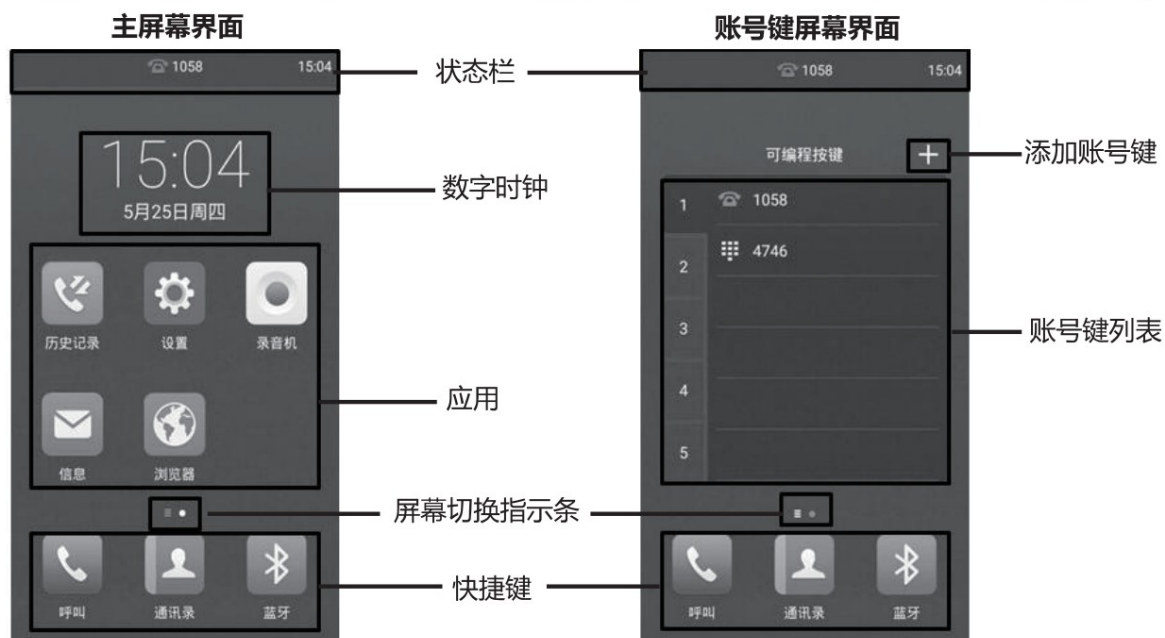 主屏幕界面
账号键屏幕界面
1058
15:04
状态栏
1058
15:04
15:04
5月25日周四
数字时钟
可编程按键
添加账号键
1
1058
2
4746
3
4
5
账号键列表
历史记录
设置
录音机
信息
浏览器
应用
屏幕切换指示条
呼叫
通讯录
蓝牙
快捷键
呼叫
通讯录
蓝牙